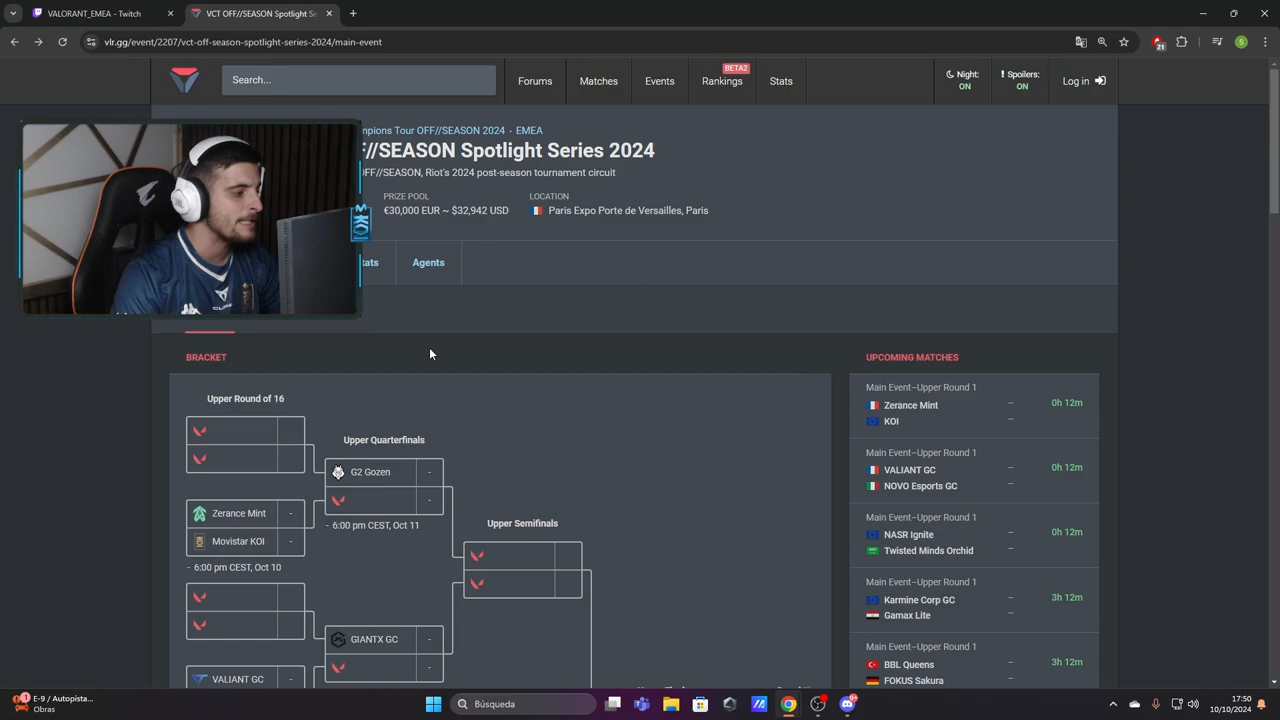 VALORANT_EMEA - Twitch
VCT OFF//SEASON Spotlight Se
vlr.gg/event/2207/vct-off-season-spotlight-series-2024/main-event
21
S
Search...
Forums
Matches
Events
BETA2
Rankings
Stats
Night:
ON
Spoilers:
ON
Log in
mpions Tour OFF//SEASON 2024 - EMEA
F//SEASON Spotlight Series 2024
OFF//SEASON, Riot's 2024 post-season tournament circuit
PRIZE POOL
€30,000 EUR ~ $32,942 USD
LOCATION
Paris Expo Porte de Versailles, Paris
tats
Agents
BRACKET
Upper Round of 16
Upper Quarterfinals
G2 Gozen -
-
Zerance Mint -
Movistar KOI -
- 6:00 pm CEST, Oct 11
- 6:00 pm CEST, Oct 10
Upper Semifinals
GIANTX GC -
-
VALIANT GC -
UPCOMING MATCHES
Main Event–Upper Round 1
Zerance Mint – 0h 12m
KOI –
Main Event–Upper Round 1
VALIANT GC – 0h 12m
NOVO Esports GC –
Main Event–Upper Round 1
NASR Ignite – 0h 12m
Twisted Minds Orchid –
Main Event–Upper Round 1
Karmine Corp GC – 3h 12m
Gamax Lite –
Main Event–Upper Round 1
BBL Queens – 3h 12m
FOKUS Sakura –
E-9 / Autopista...
Obras
Búsqueda
17:50
10/10/2024